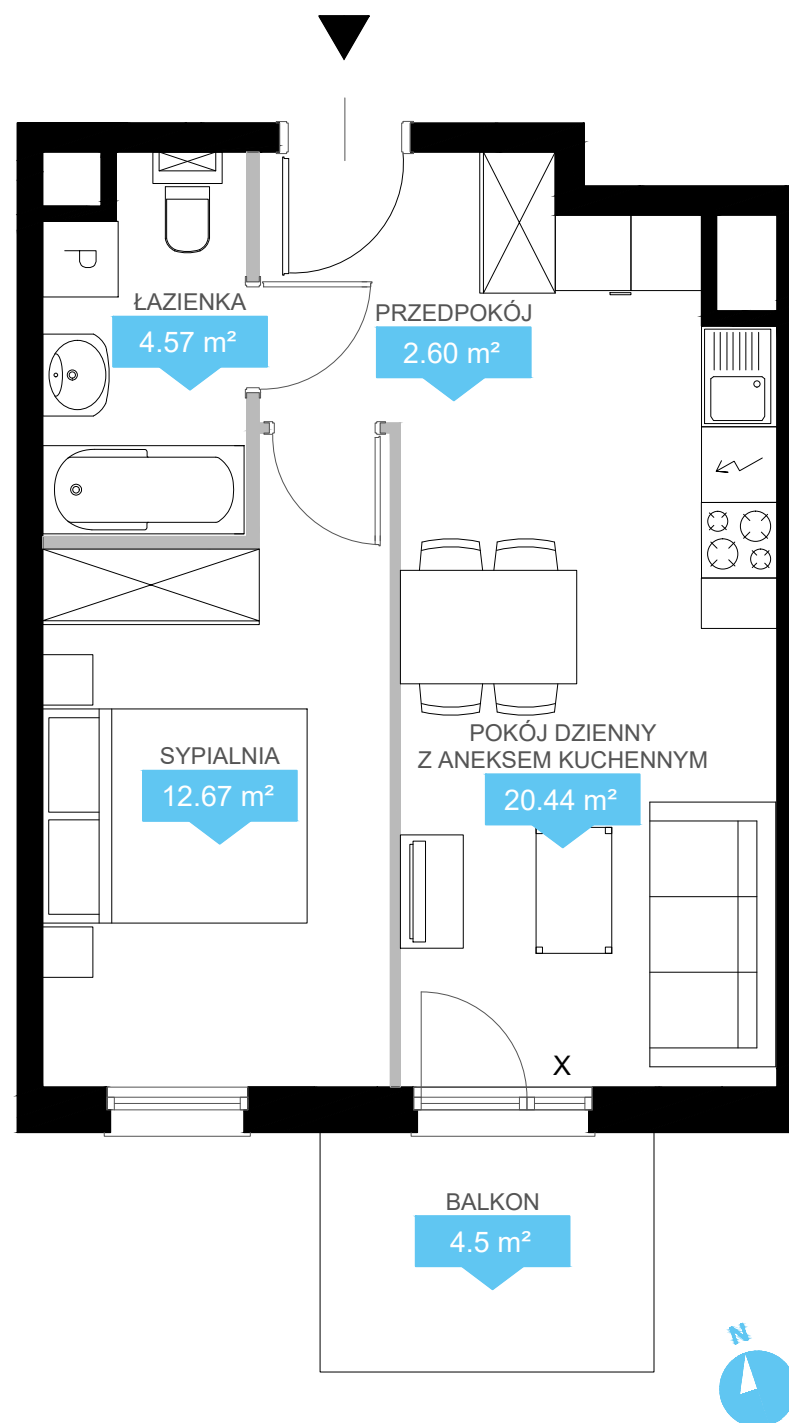 ŁAZIENKA
4.57 m²
PRZEDPOKÓJ
2.60 m²
P
SYPIALNIA
12.67 m²
POKÓJ DZIENNY
Z ANEKSEM KUCHENNYM
20.44 m²
X
BALKON
4.5 m²
N